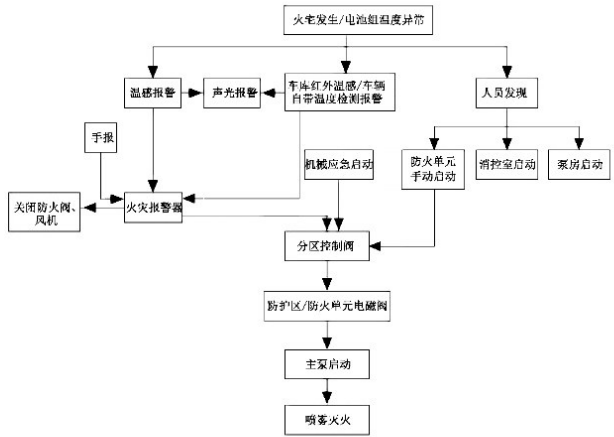 火宅发生/电池组温度异常
温感报警
声光报警
车库红外温感/车辆
自带温度检测报警
人员发现
手报
机械应急启动
防火单元
手动启动
消控室启动
泵房启动
关闭防火阀、
风机
火灾报警器
分区控制阀
防护区/防火单元电磁阀
主泵启动
喷雾灭火